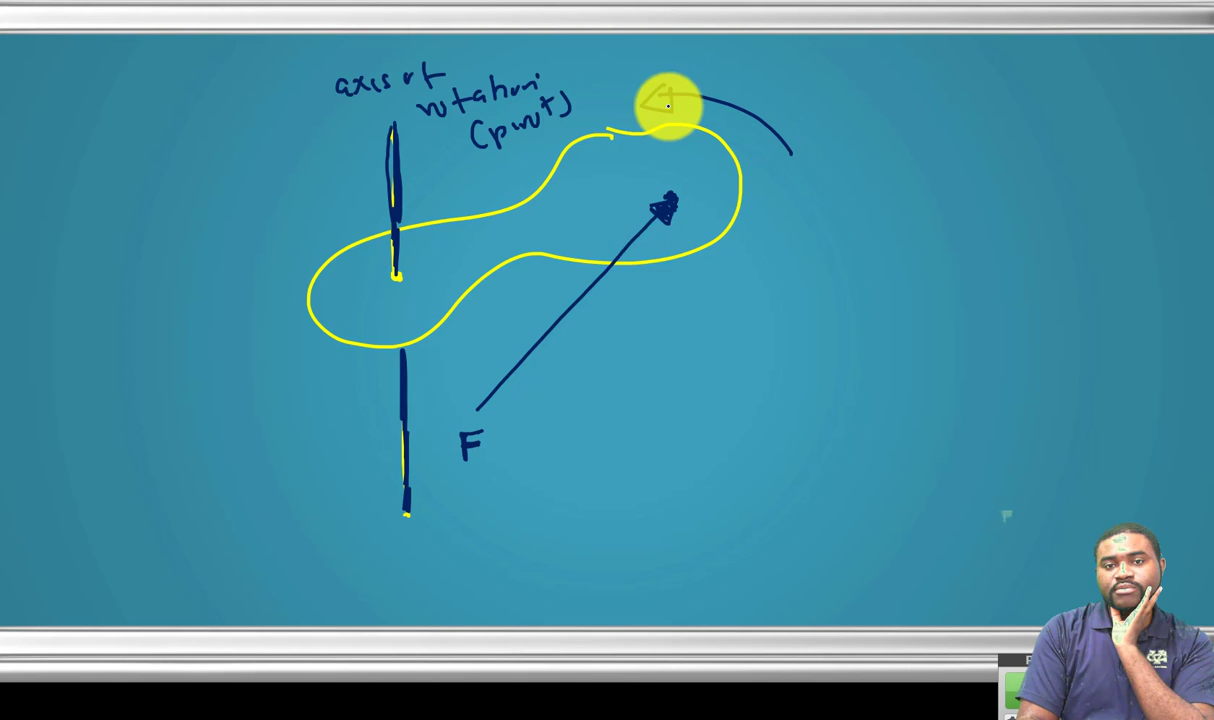 axis of
rotation
(pivot)
F